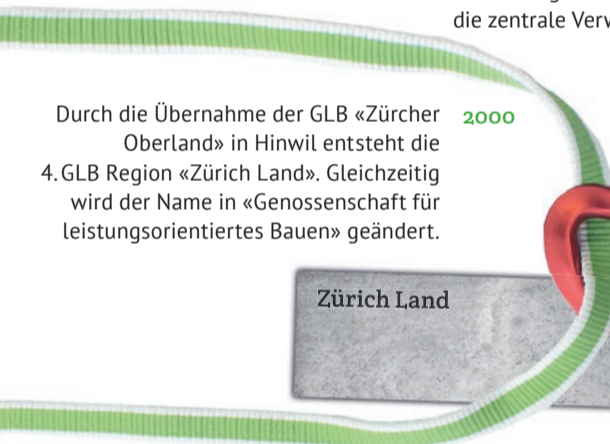 die zentrale Verw
Durch die Übernahme der GLB «Zürcher
Oberland» in Hinwil entsteht die
4. GLB Region «Zürich Land». Gleichzeitig
wird der Name in «Genossenschaft für
leistungsorientiertes Bauen» geändert.
2000
Zürich Land